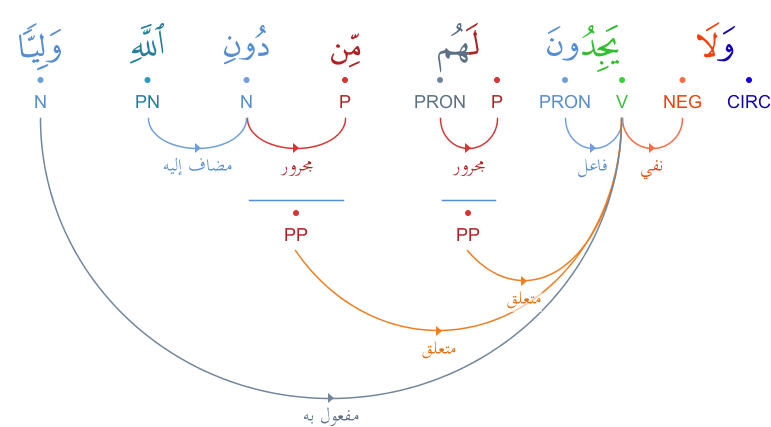 وَلَا يَجِدُونَ لَهُم مِّن دُونِ ٱللَّهِ وَلِيًّا
CIRC NEG V PRON P PRON P N PN N
نفي فاعل مجرور مجرور مضاف إليه
PP PP
متعلق
متعلق
مفعول به